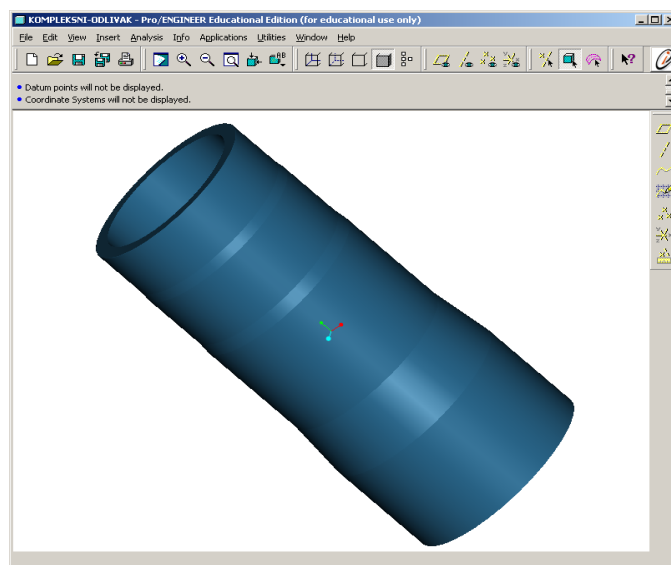 KOMPLEKSNI-ODLIVAK - Pro/ENGINEER Educational Edition (for educational use only)
File Edit View Insert Analysis Info Applications Utilities Window Help
• Datum points will not be displayed.
• Coordinate Systems will not be displayed.